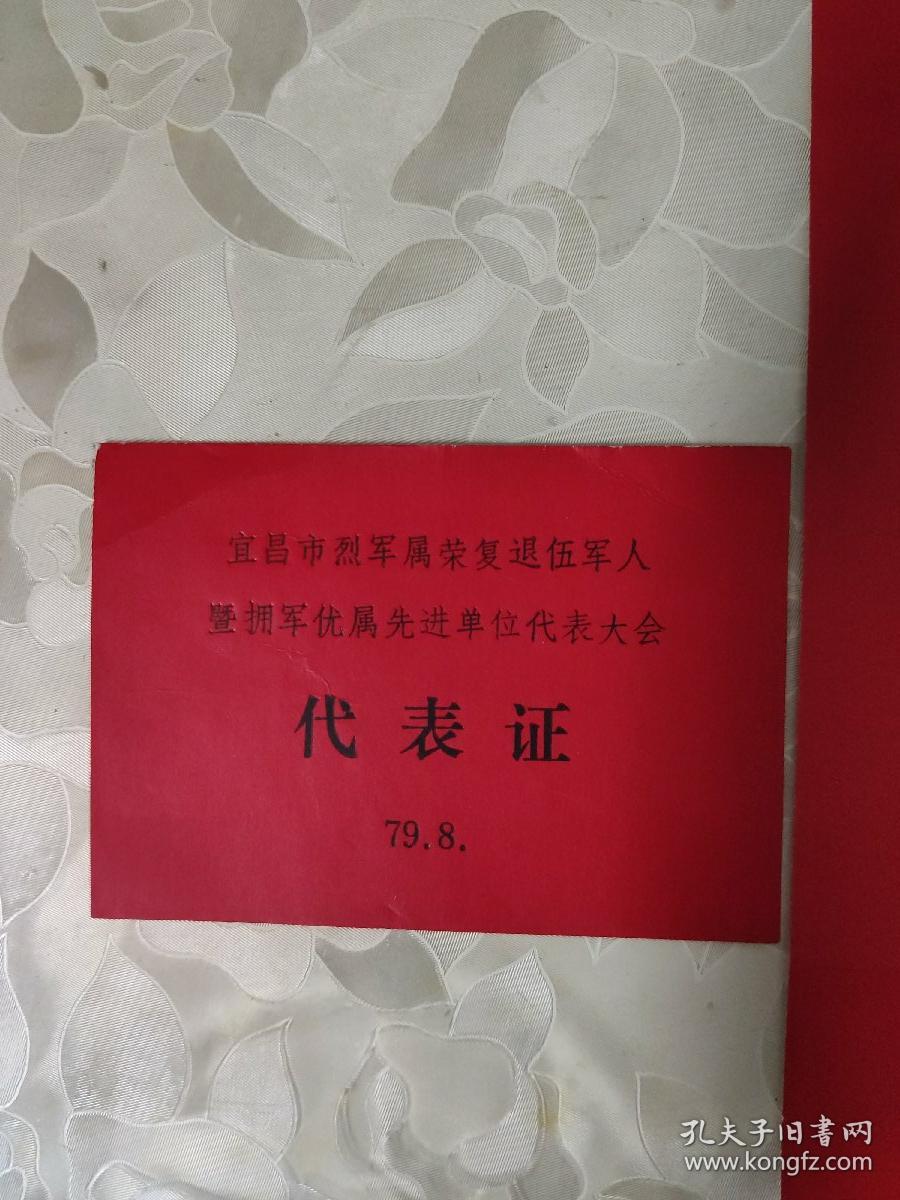 宜昌市烈军属荣复退伍军人
暨拥军优属先进单位代表大会
代表证
79.8.
孔夫子旧书网
www.kongfz.com